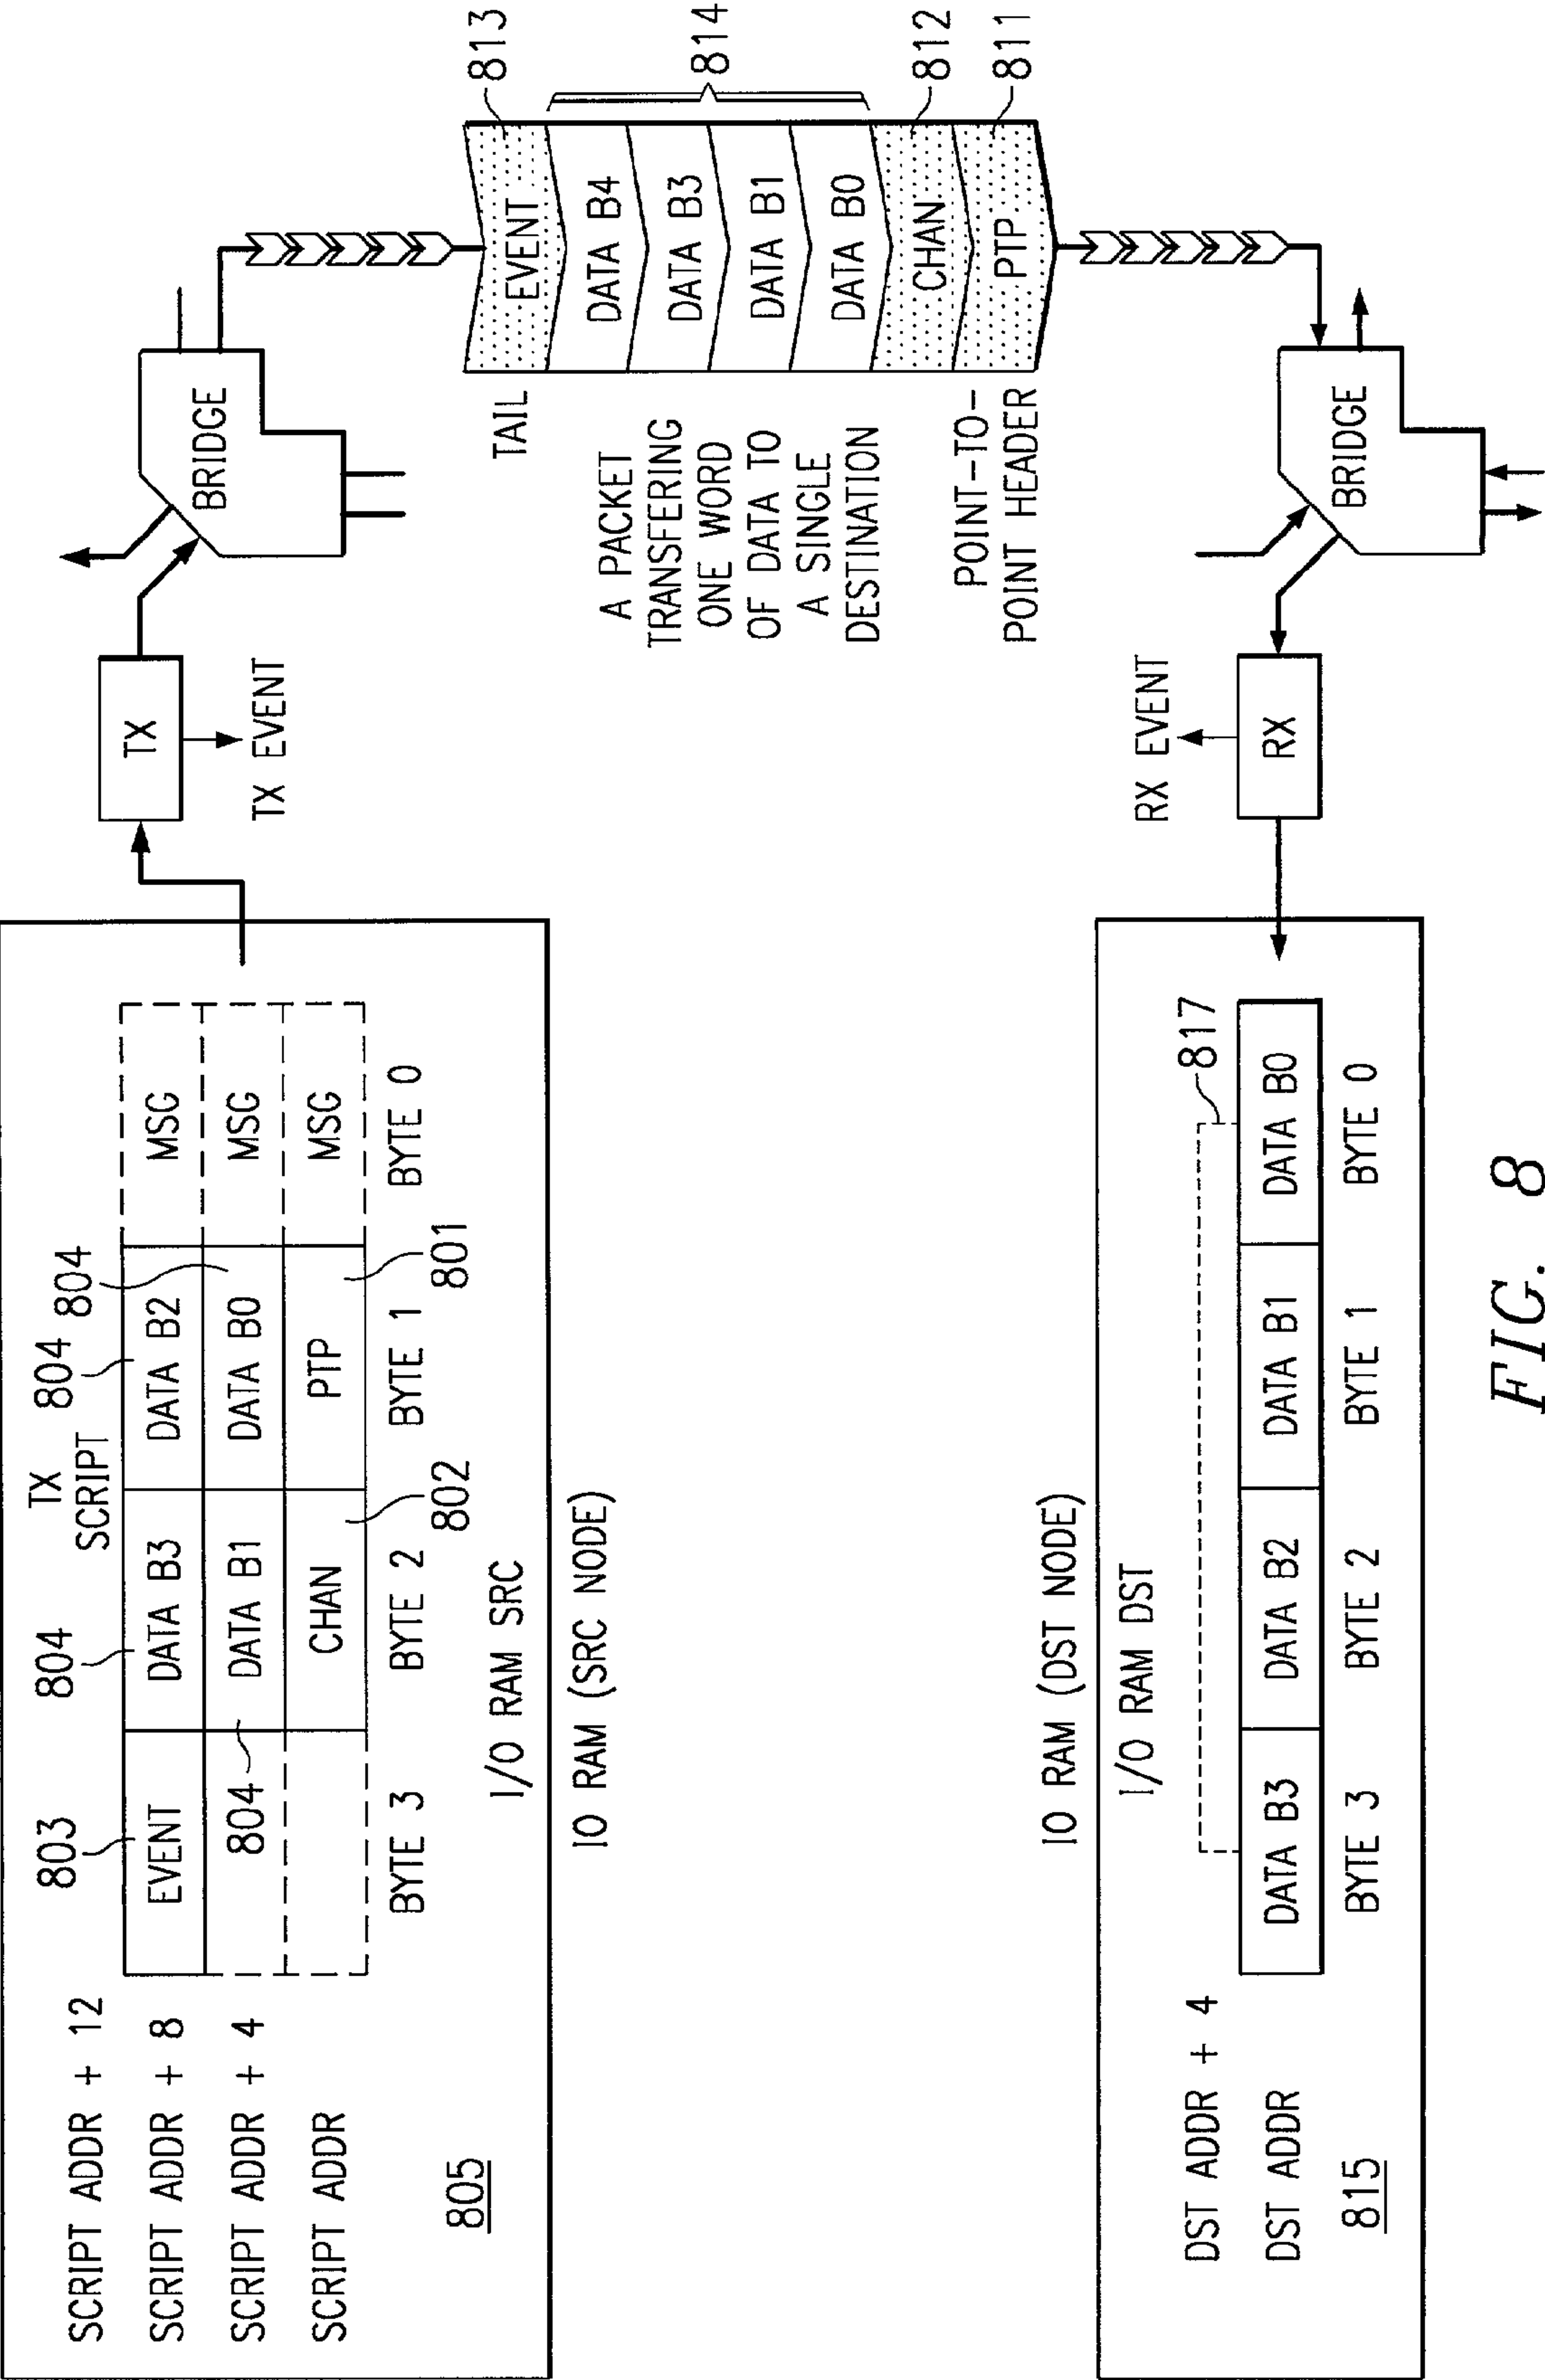 SCRIPT ADDR + 12
SCRIPT ADDR + 8
SCRIPT ADDR + 4
SCRIPT ADDR
805
TX
SCRIPT
803
804
804
804
EVENT
DATA B3
DATA B2
MSG
804
DATA B1
DATA B0
MSG
CHAN
PTP
MSG
802
801
BYTE 3
BYTE 2
BYTE 1
BYTE 0
I/O RAM SRC
IO RAM (SRC NODE)
TX
TX EVENT
BRIDGE
TAIL
EVENT
813
A PACKET
TRANSFERING
ONE WORD
OF DATA TO
A SINGLE
DESTINATION
DATA B4
DATA B3
DATA B1
DATA B0
814
CHAN
812
POINT-TO-
POINT HEADER
PTP
811
IO RAM (DST NODE)
I/O RAM DST
DST ADDR + 4
DST ADDR
815
817
DATA B3
DATA B2
DATA B1
DATA B0
BYTE 3
BYTE 2
BYTE 1
BYTE 0
RX EVENT
RX
BRIDGE
FIG. 8